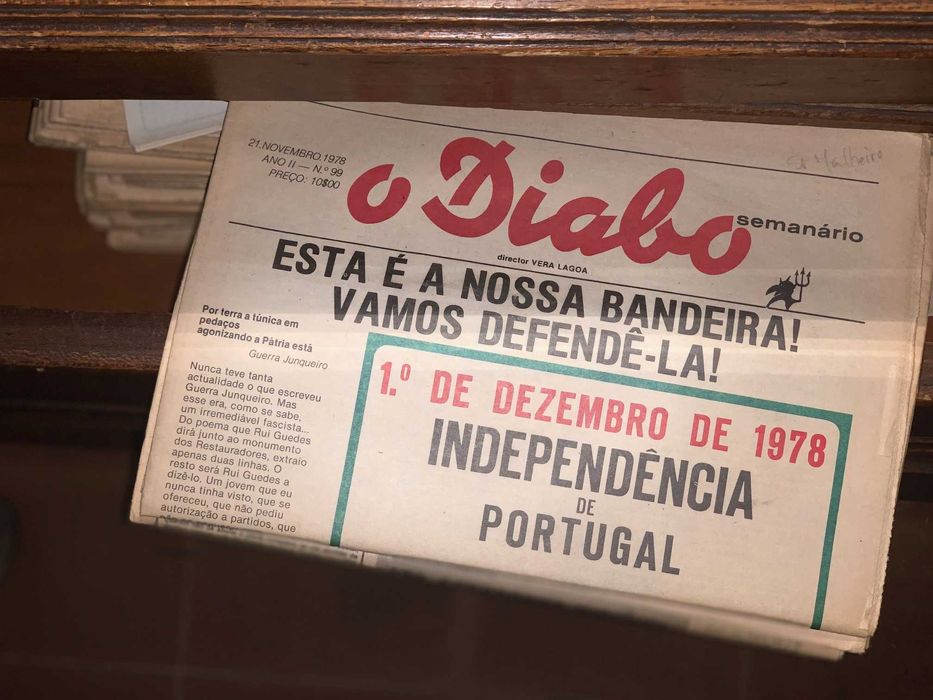 21.NOVEMBRO.1978
ANO II — N.º 99
PREÇO: 10$00
o Diabo
semanário
Sr Malheiro
director VERA LAGOA
ESTA É A NOSSA BANDEIRA!
VAMOS DEFENDÊ-LA!
Por terra a túnica em
pedaços
agonizando a Pátria está
Guerra Junqueiro
Nunca teve tanta
actualidade o que escreveu
Guerra Junqueiro. Mas
esse era, como se sabe,
um irremediável fascista...
Do poema que Rui Guedes
dirá junto ao monumento
dos Restauradores, extraio
apenas duas linhas. O
resto será Rui Guedes a
dizê-lo. Um jovem que eu
nunca tinha visto, que se
ofereceu, que não pediu
autorização a partidos, que
1.º DE DEZEMBRO DE 1978
INDEPENDÊNCIA
DE
PORTUGAL